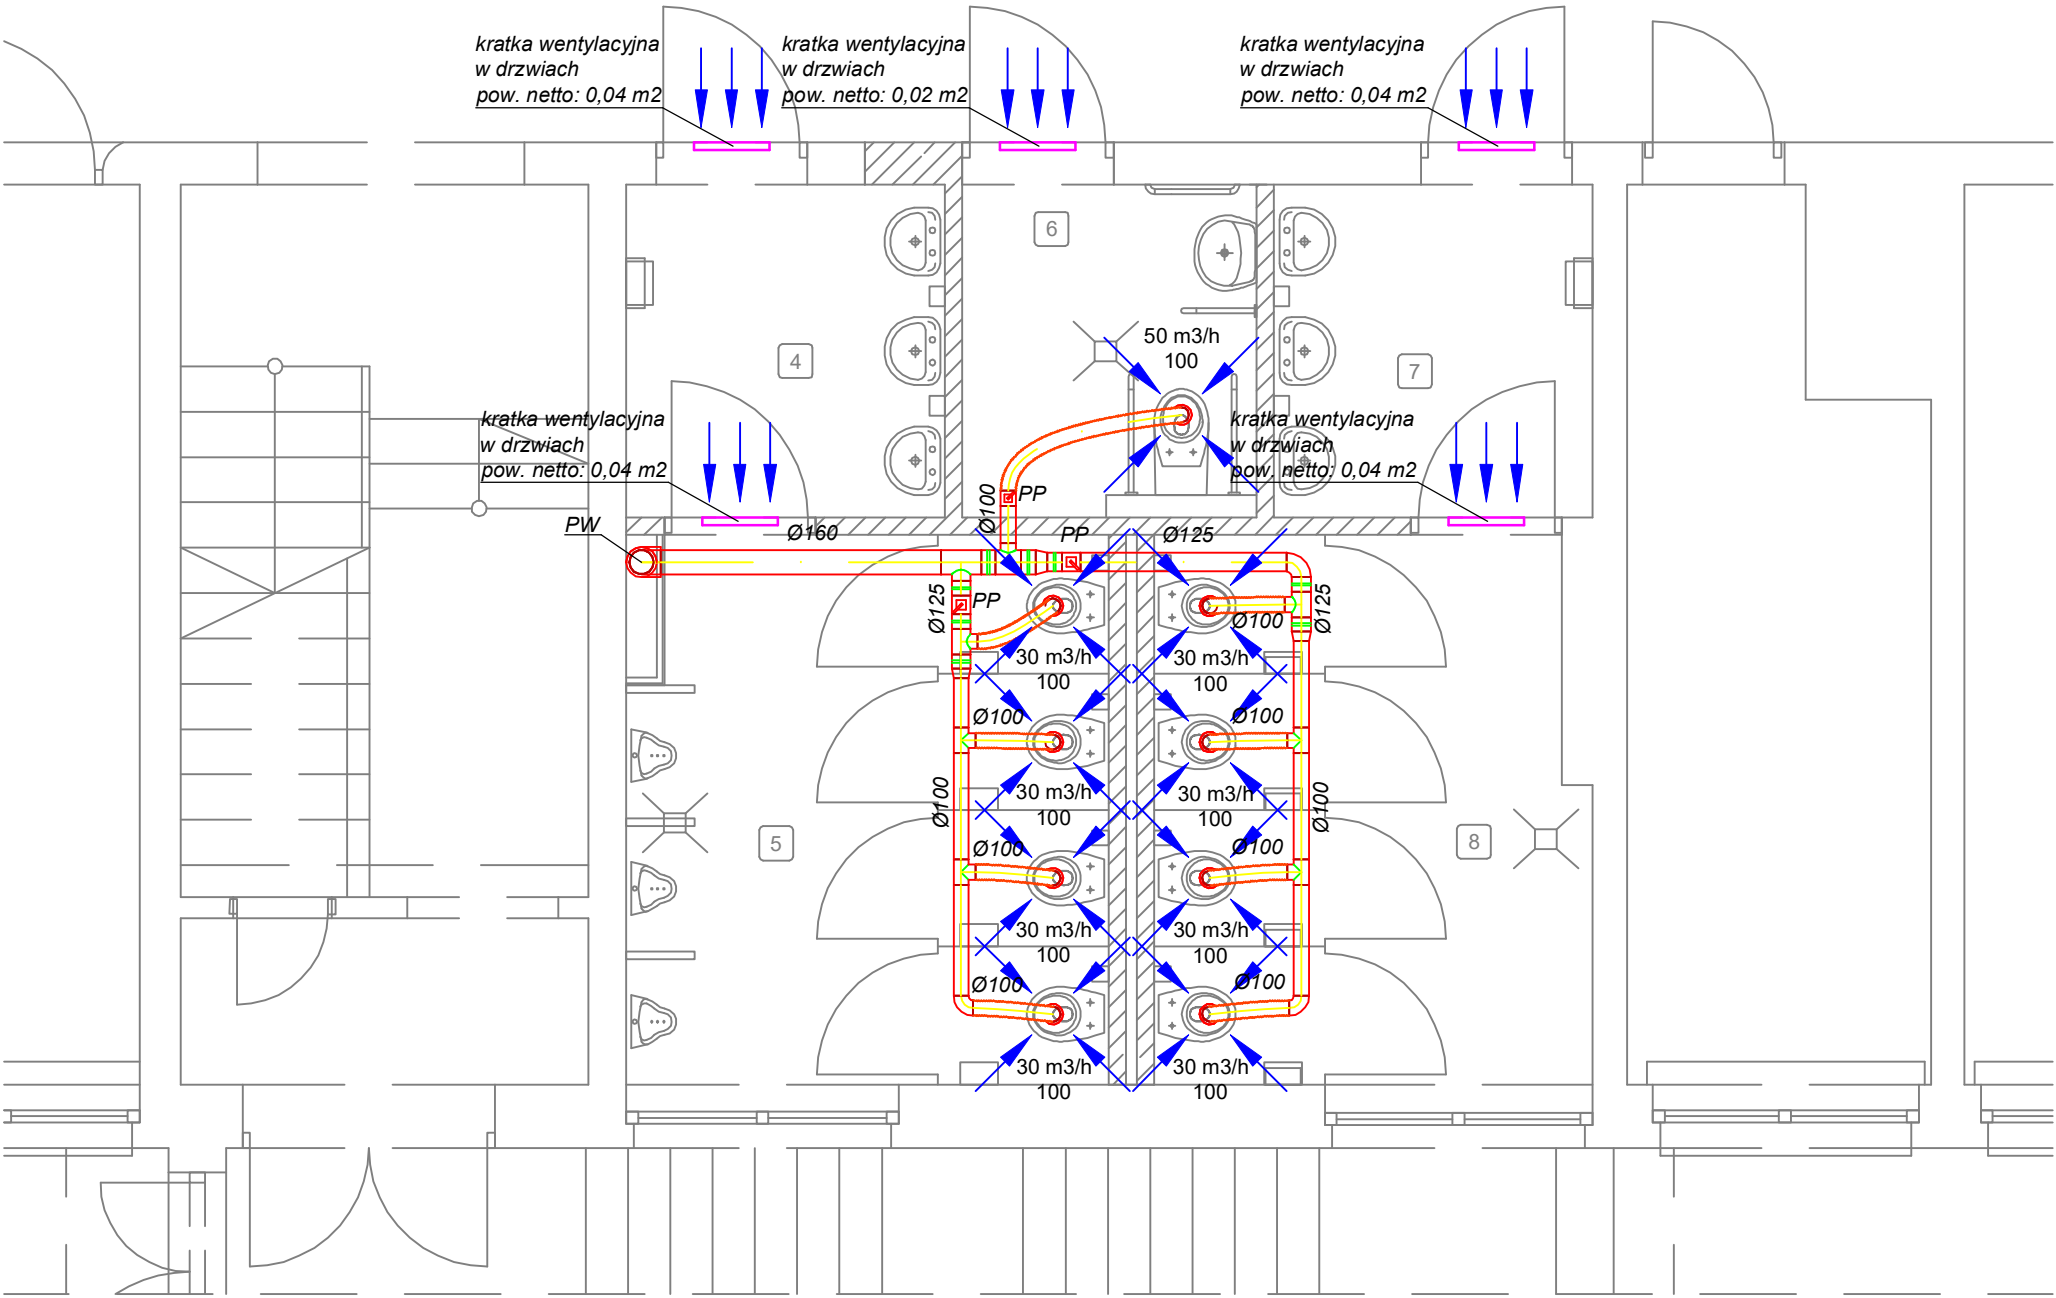 kratka wentylacyjna
w drzwiach
pow. netto: 0,04 m2
kratka wentylacyjna
w drzwiach
pow. netto: 0,02 m2
kratka wentylacyjna
w drzwiach
pow. netto: 0,04 m2
6
50 m3/h
100
4
7
kratka wentylacyjna
w drzwiach
pow. netto: 0,04 m2
kratka wentylacyjna
w drzwiach
pow. netto: 0,04 m2
Ø100
PP
PW
Ø160
PP
Ø125
Ø125
PP
Ø100
Ø125
30 m3/h
100
30 m3/h
100
Ø100
Ø100
Ø100
30 m3/h
100
30 m3/h
100
Ø100
5
8
Ø100
Ø100
30 m3/h
100
30 m3/h
100
Ø100
Ø100
30 m3/h
100
30 m3/h
100